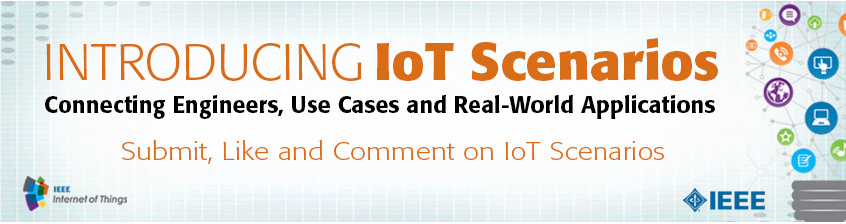 INTRODUCING IoT Scenarios
Connecting Engineers, Use Cases and Real-World Applications
Submit, Like and Comment on IoT Scenarios
IEEE
Internet of Things
IEEE